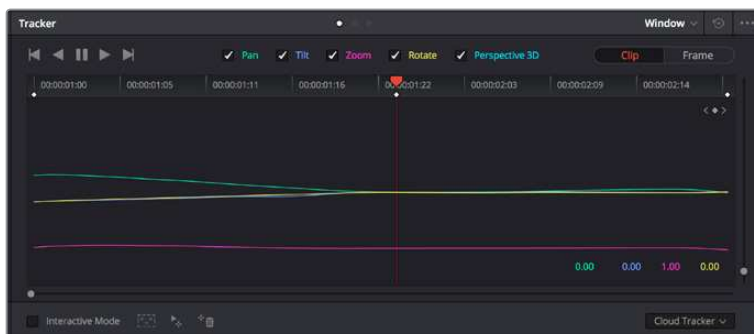 Tracker Window
Pan Tilt Zoom Rotate Perspective 3D Clip Frame
00:00:01:00 00:00:01:05 00:00:01:11 00:00:01:16 00:00:01:22 00:00:02:03 00:00:02:09 00:00:02:14
0.00 0.00 1.00 0.00
Interactive Mode Cloud Tracker